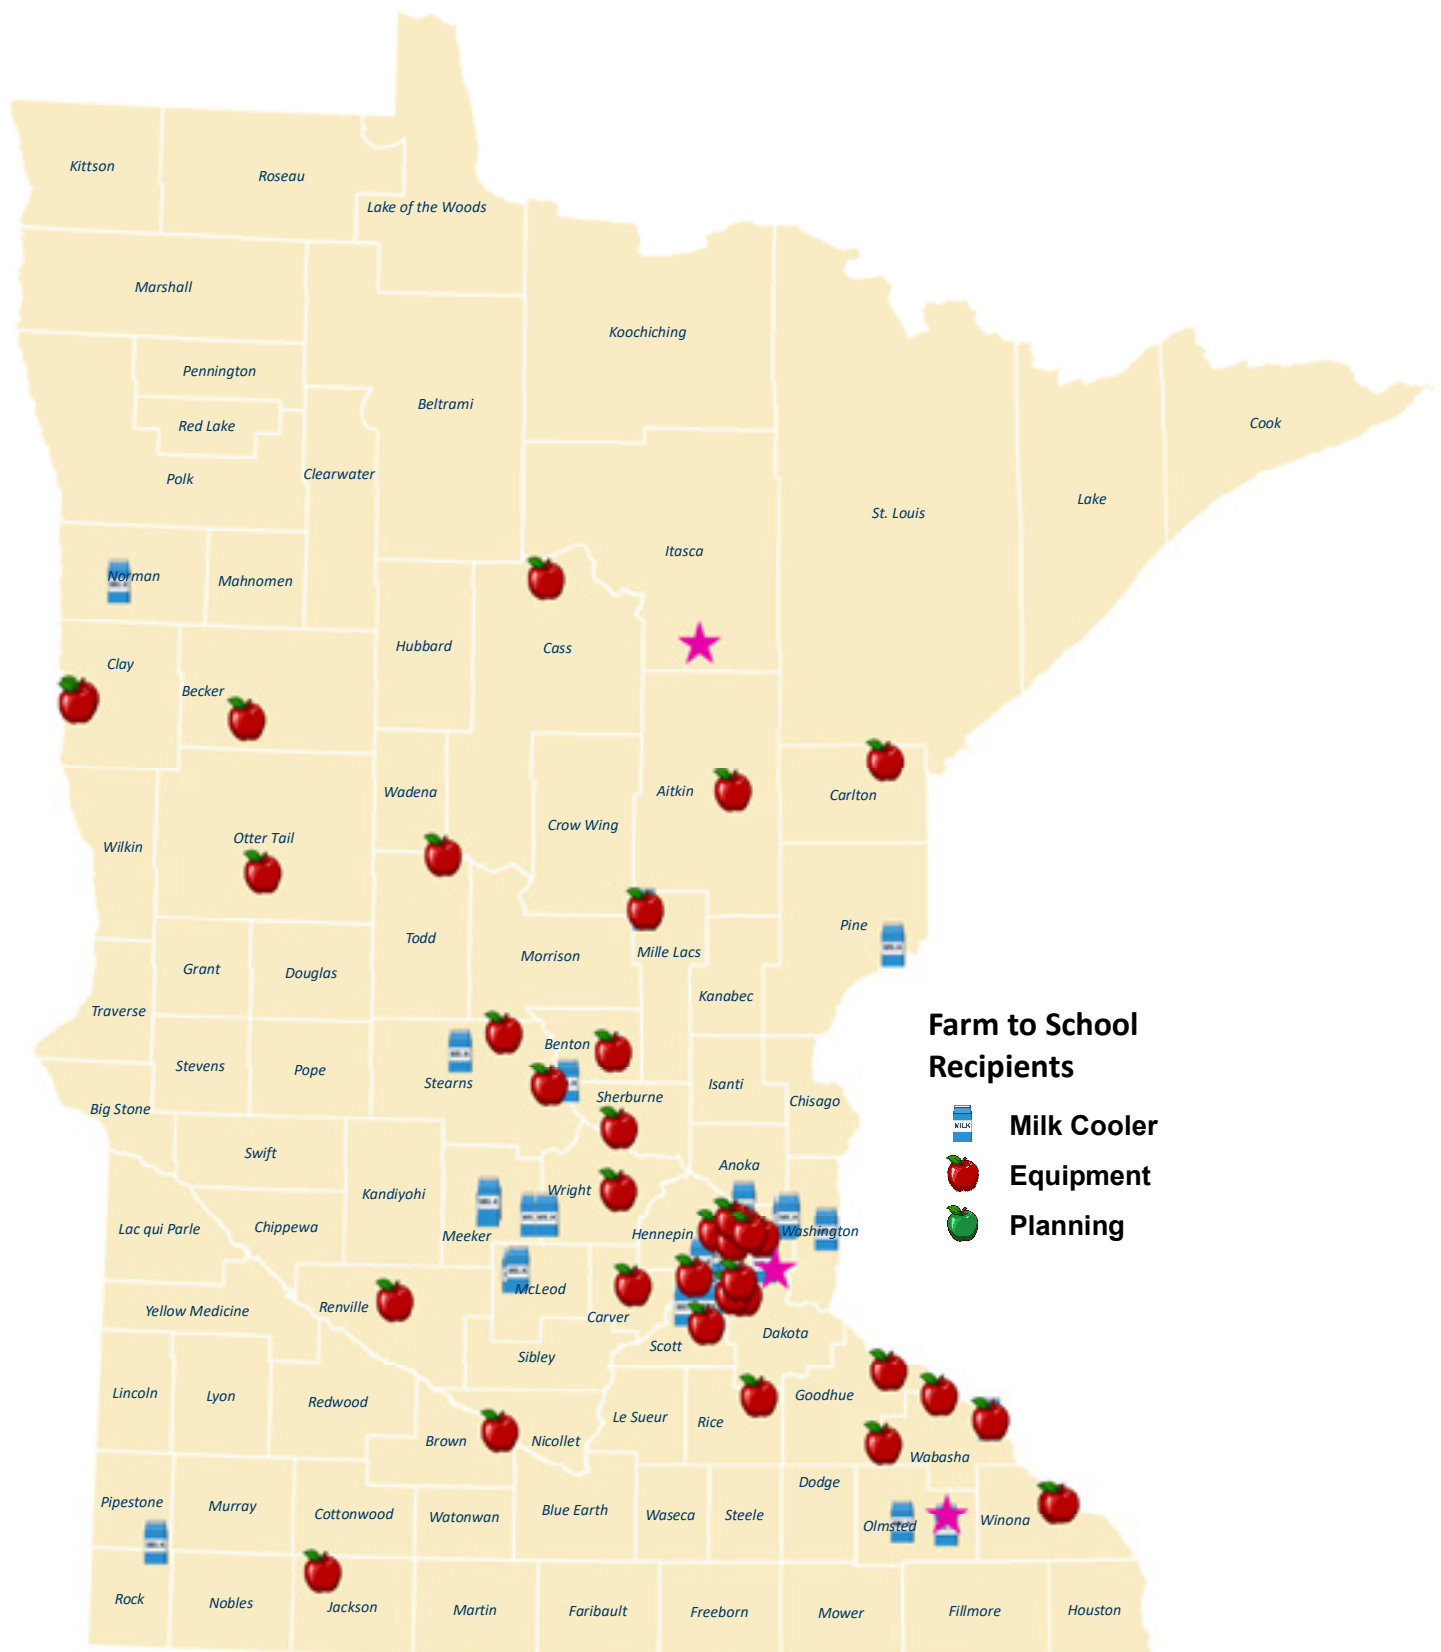 Kittson
Roseau
Lake of the Woods
Marshall
Koochiching
Pennington
Beltrami
Red Lake
Cook
Clearwater
Polk
Lake
St. Louis
Itasca
Norman
Mahnomen
Hubbard
Cass
Clay
Becker
Wadena
Aitkin
Carlton
Crow Wing
Otter Tail
Wilkin
Pine
Todd
Mille Lacs
Morrison
Grant
Douglas
Kanabec
Traverse
Farm to School
Recipients
Benton
Stevens
Pope
Stearns
Isanti
Sherburne
Chisago
Big Stone
MILK Milk Cooler
Swift
Anoka
Equipment
Kandiyohi
Wright
Planning
Lac qui Parle
Chippewa
Meeker
Hennepin
Washington
McLeod
Renville
Yellow Medicine
Carver
Dakota
Scott
Sibley
Lincoln
Lyon
Redwood
Goodhue
Le Sueur
Rice
Brown
Nicollet
Wabasha
Dodge
Pipestone
Murray
Cottonwood
Watonwan
Blue Earth
Waseca
Steele
Olmsted
Winona
Rock
Nobles
Jackson
Martin
Faribault
Freeborn
Mower
Fillmore
Houston